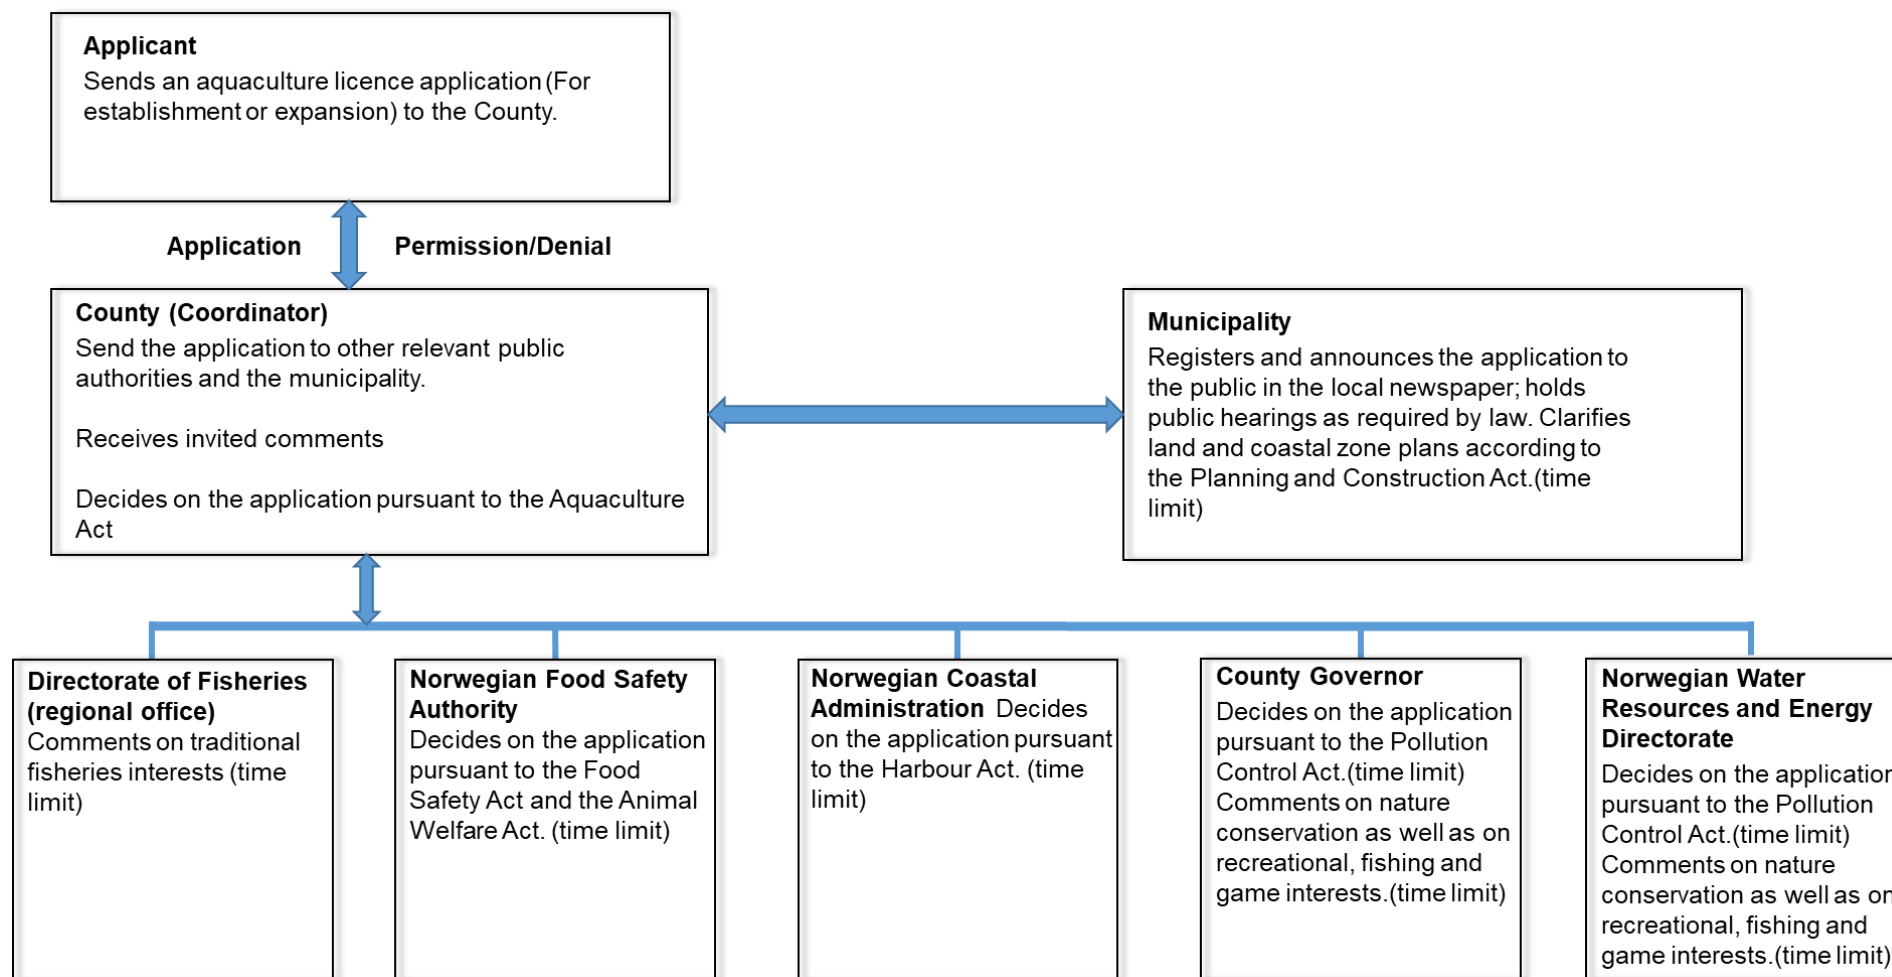 Applicant
Sends an aquaculture licence application (For
establishment or expansion) to the County.
Application
Permission/Denial
County (Coordinator)
Send the application to other relevant public
authorities and the municipality.
Receives invited comments
Decides on the application pursuant to the Aquaculture
Act
Municipality
Registers and announces the application to
the public in the local newspaper; holds
public hearings as required by law. Clarifies
land and coastal zone plans according to
the Planning and Construction Act.(time
limit)
Directorate of Fisheries
(regional office)
Comments on traditional
fisheries interests (time
limit)
Norwegian Food Safety
Authority
Decides on the application
pursuant to the Food
Safety Act and the Animal
Welfare Act. (time limit)
Norwegian Coastal
Administration Decides
on the application pursuant
to the Harbour Act. (time
limit)
County Governor
Decides on the application
pursuant to the Pollution
Control Act.(time limit)
Comments on nature
conservation as well as on
recreational, fishing and
game interests.(time limit)
Norwegian Water
Resources and Energy
Directorate
Decides on the application
pursuant to the Pollution
Control Act.(time limit)
Comments on nature
conservation as well as on
recreational, fishing and
game interests.(time limit)